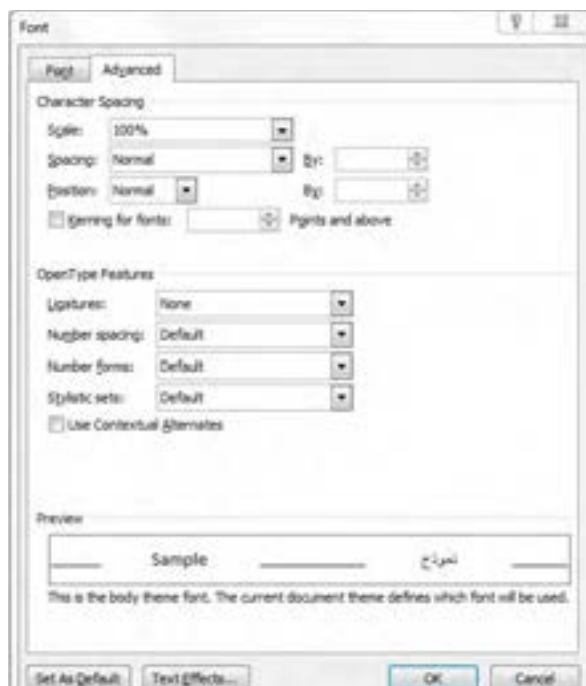 Font
Font Advanced
Character Spacing
Scale: 100%
Spacing: Normal By:
Position: Normal By:
Kerning for fonts: Points and above
OpenType Features
Ligatures: None
Number spacing: Default
Number forms: Default
Stylistic sets: Default
Use Contextual Alternates
Preview
Sample نموذج
This is the body theme font. The current document theme defines which font will be used.
Set As Default Text Effects... OK Cancel